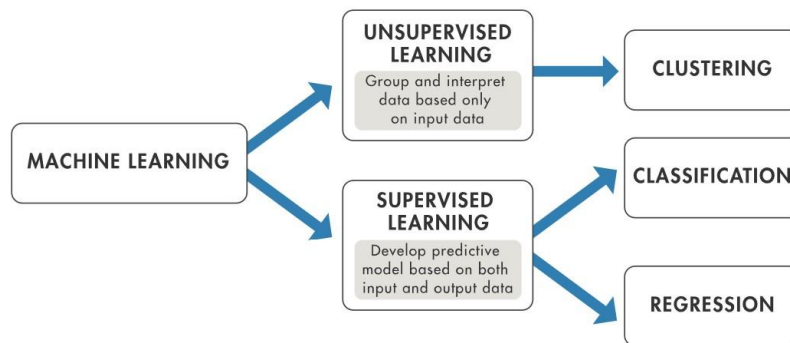 MACHINE LEARNING
UNSUPERVISED
LEARNING
Group and interpret
data based only
on input data
SUPERVISED
LEARNING
Develop predictive
model based on both
input and output data
CLUSTERING
CLASSIFICATION
REGRESSION